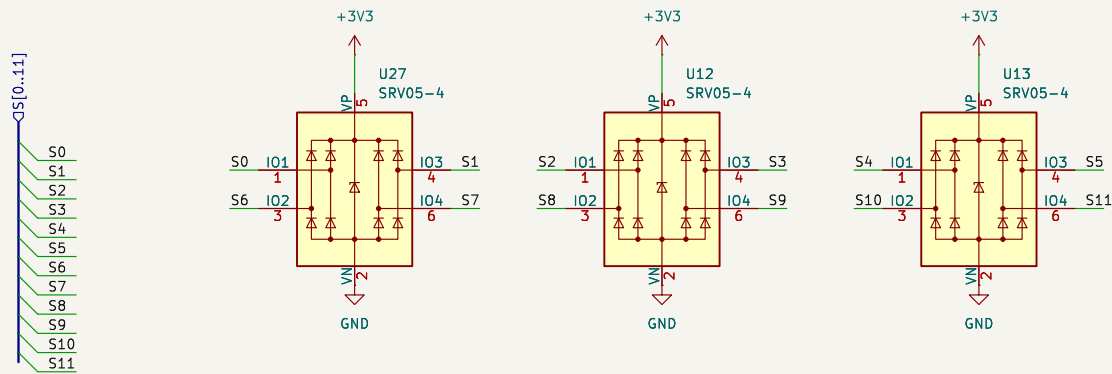 +3V3
+3V3
+3V3
S[0..11]
U27
SRV05-4
U12
SRV05-4
U13
SRV05-4
VP 5
VP 5
VP 5
S0
S1
S2
S3
S4
S5
S6
S7
S8
S9
S10
S11
S0 IO1 1 IO3 4 S1
S6 IO2 3 IO4 6 S7
S2 IO1 1 IO3 4 S3
S8 IO2 3 IO4 6 S9
S4 IO1 1 IO3 4 S5
S10 IO2 3 IO4 6 S11
VN 2
VN 2
VN 2
GND
GND
GND